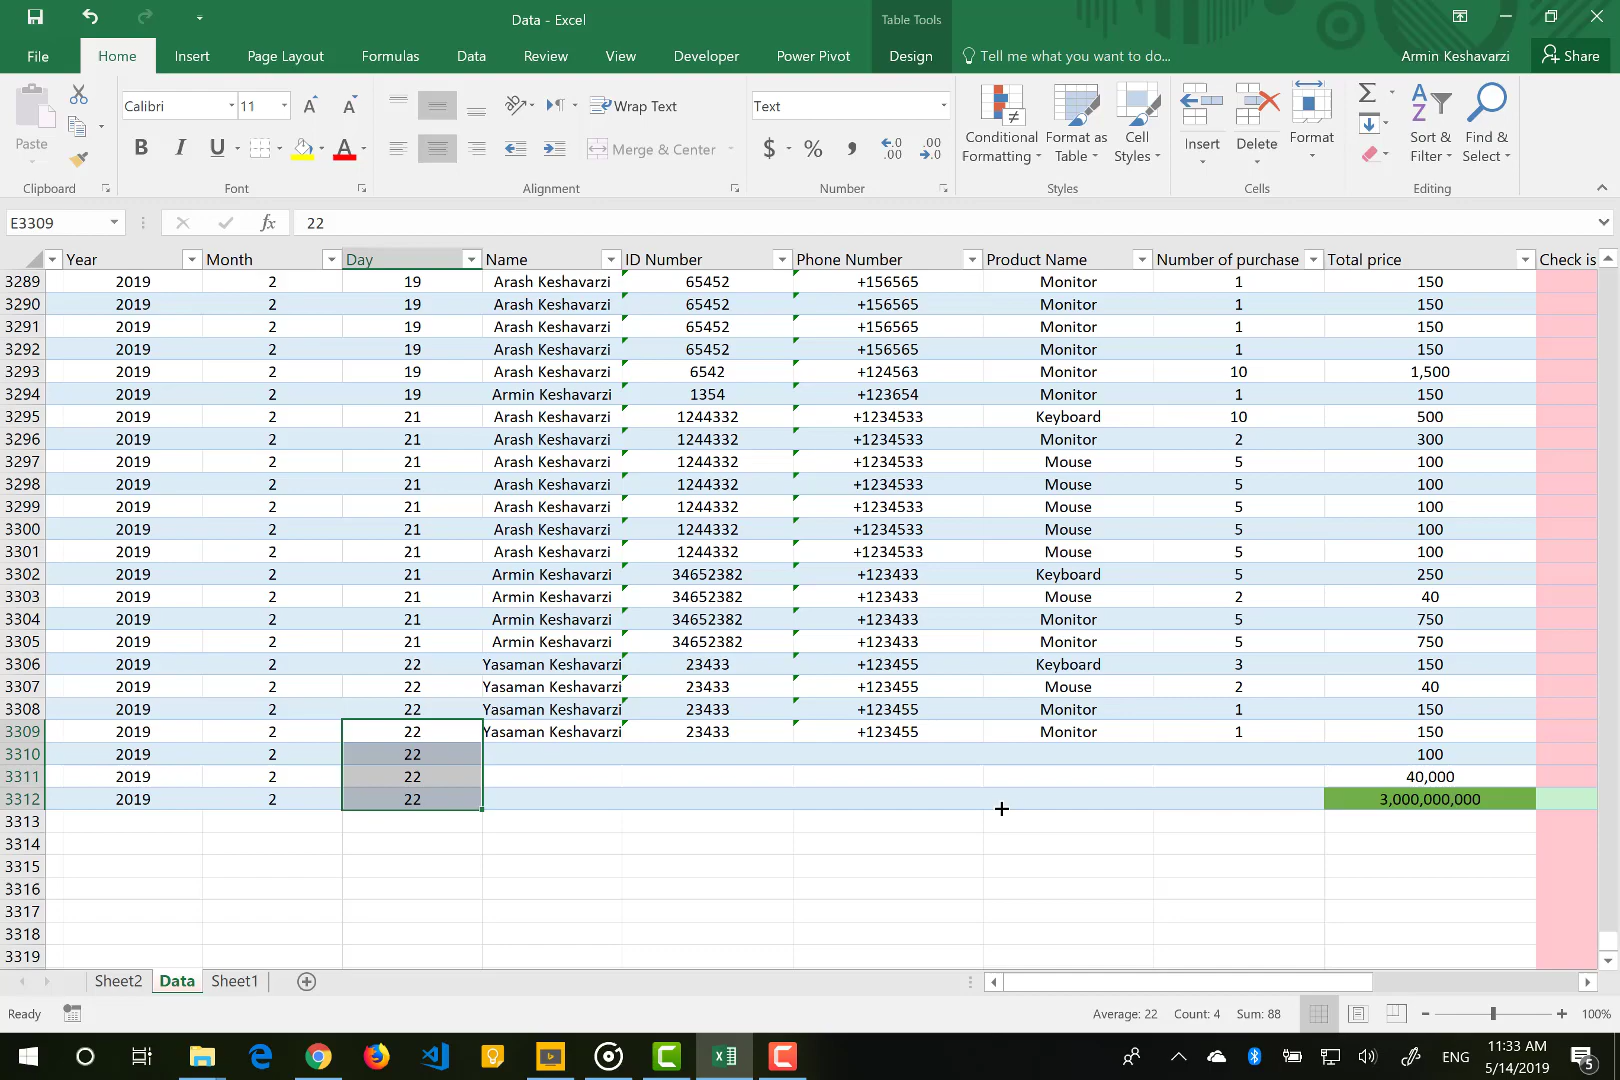 Data - Excel
Table Tools
File Home Insert Page Layout Formulas Data Review View Developer Power Pivot Design Tell me what you want to do... Armin Keshavarzi Share
Paste
Calibri 11
B I U A
Wrap Text
Merge & Center
Text
$ % , .00 .00
Conditional Formatting
Format as Table
Cell Styles
Insert
Delete
Format
Sort & Filter
Find & Select
Clipboard Font Alignment Number Styles Cells Editing
E3309 fx 22
Year Month Day Name ID Number Phone Number Product Name Number of purchase Total price Check is
3289 2019 2 19 Arash Keshavarzi 65452 +156565 Monitor 1 150
3290 2019 2 19 Arash Keshavarzi 65452 +156565 Monitor 1 150
3291 2019 2 19 Arash Keshavarzi 65452 +156565 Monitor 1 150
3292 2019 2 19 Arash Keshavarzi 65452 +156565 Monitor 1 150
3293 2019 2 19 Arash Keshavarzi 6542 +124563 Monitor 10 1,500
3294 2019 2 19 Armin Keshavarzi 1354 +123654 Monitor 1 150
3295 2019 2 21 Arash Keshavarzi 1244332 +1234533 Keyboard 10 500
3296 2019 2 21 Arash Keshavarzi 1244332 +1234533 Monitor 2 300
3297 2019 2 21 Arash Keshavarzi 1244332 +1234533 Mouse 5 100
3298 2019 2 21 Arash Keshavarzi 1244332 +1234533 Mouse 5 100
3299 2019 2 21 Arash Keshavarzi 1244332 +1234533 Mouse 5 100
3300 2019 2 21 Arash Keshavarzi 1244332 +1234533 Mouse 5 100
3301 2019 2 21 Arash Keshavarzi 1244332 +1234533 Mouse 5 100
3302 2019 2 21 Armin Keshavarzi 34652382 +123433 Keyboard 5 250
3303 2019 2 21 Armin Keshavarzi 34652382 +123433 Mouse 2 40
3304 2019 2 21 Armin Keshavarzi 34652382 +123433 Monitor 5 750
3305 2019 2 21 Armin Keshavarzi 34652382 +123433 Monitor 5 750
3306 2019 2 22 Yasaman Keshavarzi 23433 +123455 Keyboard 3 150
3307 2019 2 22 Yasaman Keshavarzi 23433 +123455 Mouse 2 40
3308 2019 2 22 Yasaman Keshavarzi 23433 +123455 Monitor 1 150
3309 2019 2 22 Yasaman Keshavarzi 23433 +123455 Monitor 1 150
3310 2019 2 22 100
3311 2019 2 22 40,000
3312 2019 2 22 3,000,000,000
3313
3314
3315
3316
3317
3318
3319
Sheet2 Data Sheet1
Ready Average: 22 Count: 4 Sum: 88 100%
ENG 11:33 AM 5
5/14/2019